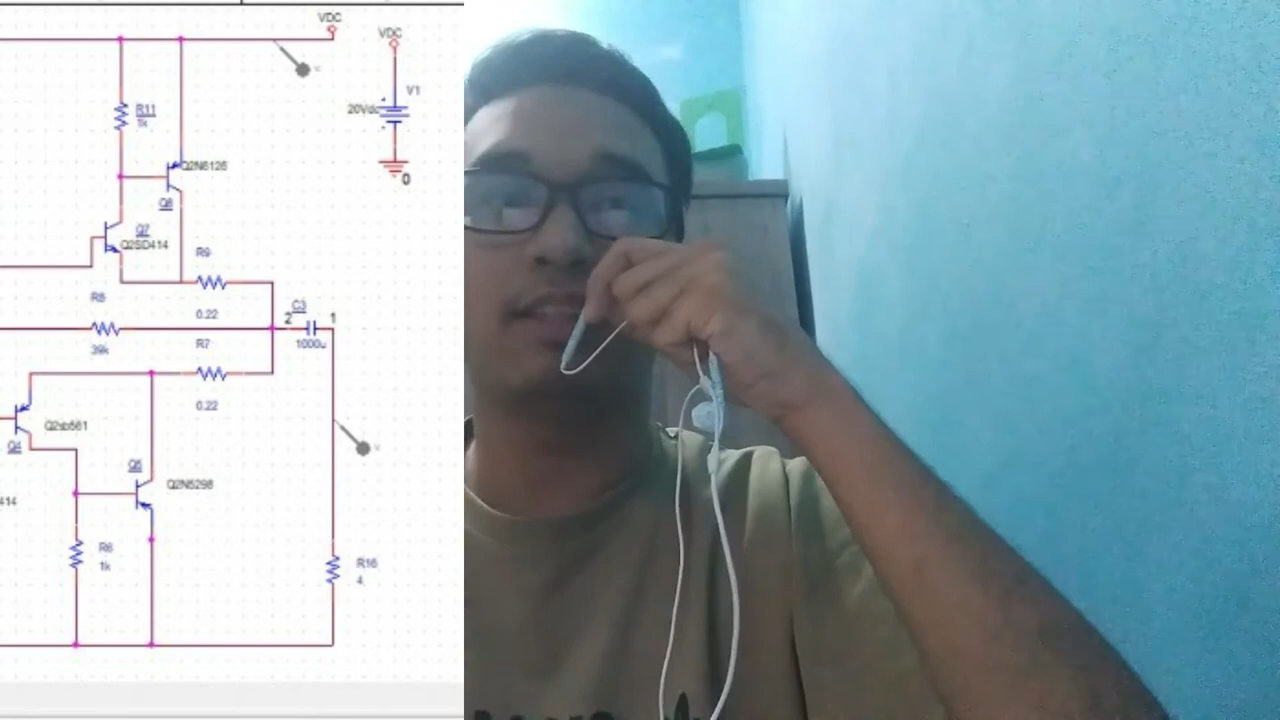 VDC
VDC
V1
20Vdc
0
R11
1k
Q2N6126
Q8
Q7
Q2SD414
R9
0.22
R8
39k
C3
2
1
1000u
R7
0.22
Q2sb561
Q4
Q5
Q2N5298
414
R6
1k
R16
4
V
V